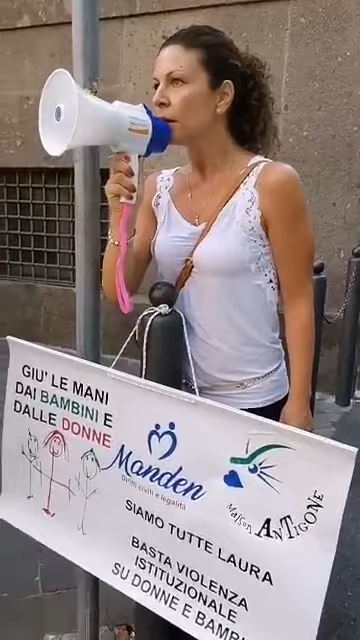 GIU' LE MANI
DAI BAMBINI E
DALLE DONNE
Manden
Diritti civili e legalità
Maison
ANTIGONE
SIAMO TUTTE LAURA
BASTA VIOLENZA
ISTITUZIONALE
SU DONNE E BAMB